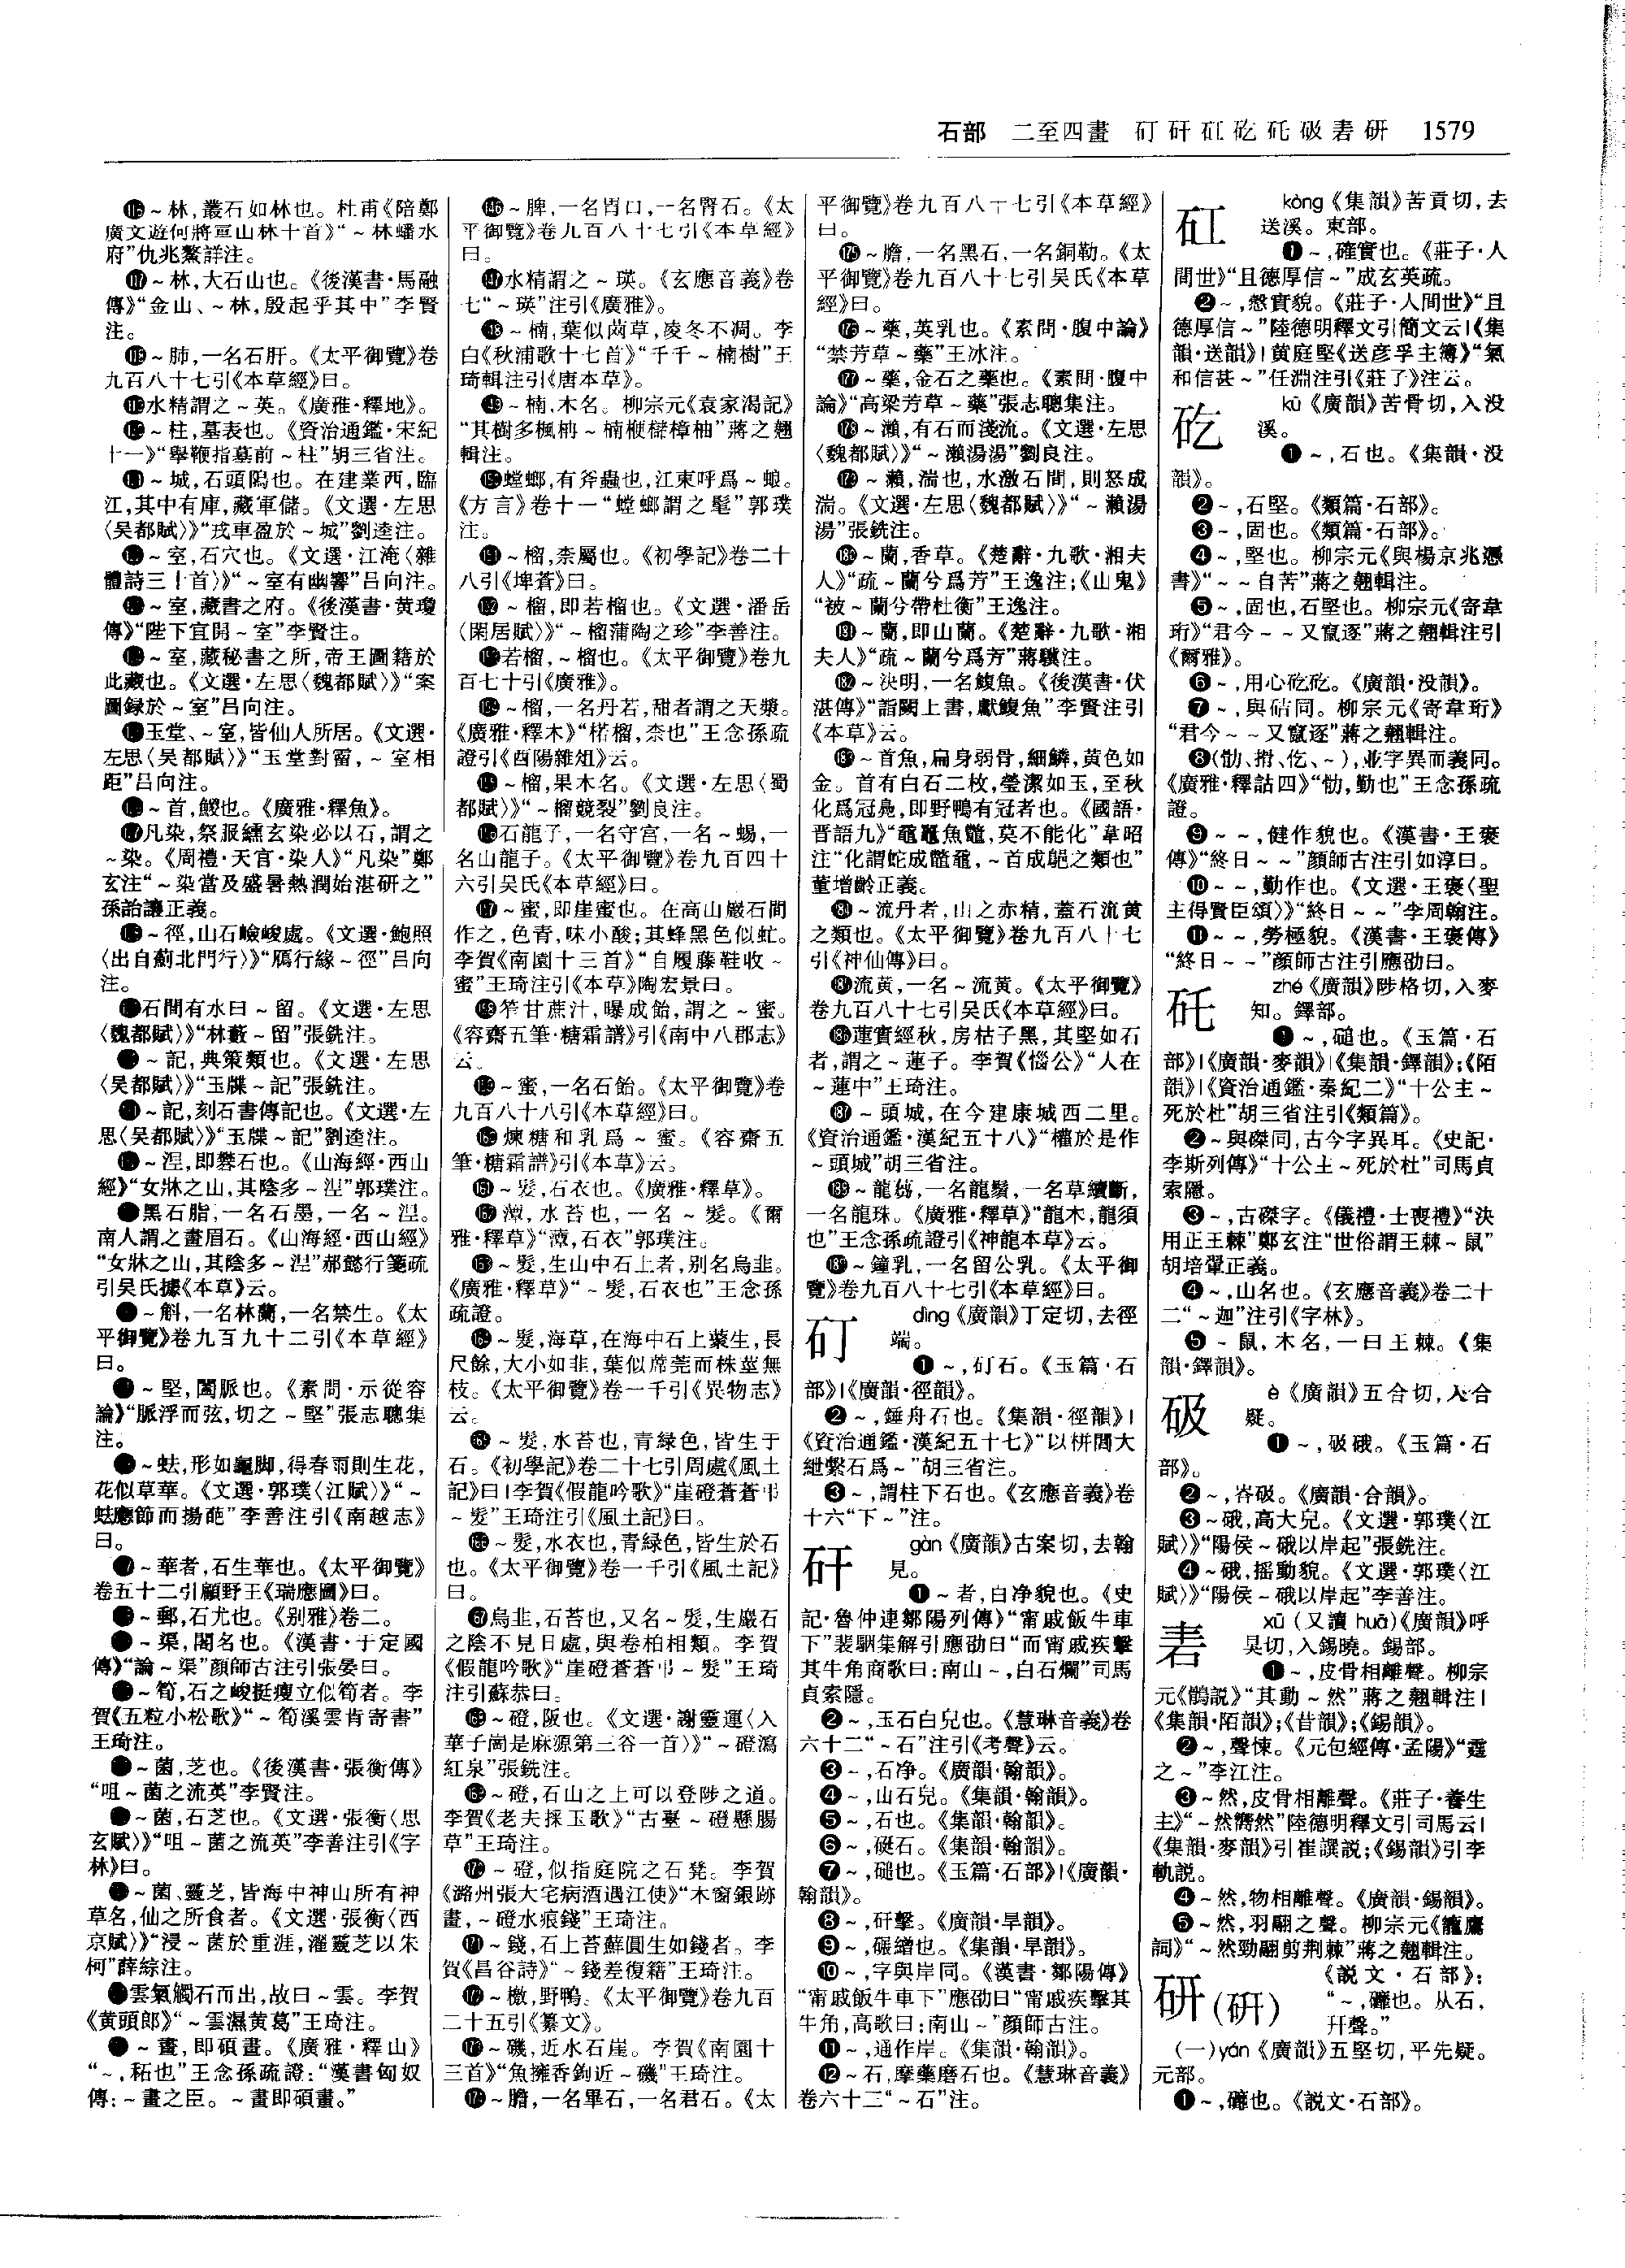 石部　二至四畫　矴矸矼矻矺砐砉研　1579
～林,叢石如林也。杜甫《陪鄭
廣文遊何將軍山林十首》“～林蟠水
府”仇兆鰲詳注。
～林,大石山也。《後漢書·馬融
傳》“金山、～林,殷起乎其中”李賢
注。
～肺,一名石肝。《太平御覽》卷
九百八十七引《本草經》曰。
水精謂之～英。《廣雅·釋地》。
～柱,墓表也。《資治通鑑·宋紀
十一》“舉鞭指墓前～柱”胡三省注。
～城,石頭隖也。在建業西,臨
江,其中有庫,藏軍儲。《文選·左思
〈吴都賦〉》“戎車盈於～城”劉逵注。
～室,石穴也。《文選·江淹〈雜
體詩三十首〉》“～室有幽響”吕向注。
～室,藏書之府。《後漢書·黄瓊
傳》“陛下宜開～室”李賢注。
～室,藏秘書之所,帝王圖籍於
此藏也。《文選·左思〈魏都賦〉》“案
圖録於～室”吕向注。
玉堂、～室,皆仙人所居。《文選·
左思〈吴都賦〉》“玉堂對霤,～室相
距”吕向注。
～首,鯼也。《廣雅·釋魚》。
凡染,祭服纁玄染必以石,謂之
～染。《周禮·天官·染人》“凡染”鄭
玄注“～染當及盛暑熱潤始湛研之”
孫詒讓正義。
～徑,山石嶮峻處。《文選·鮑照
〈出自薊北門行〉》“鴈行緣～徑”吕向
注。
石間有水曰～留。《文選·左思
〈魏都賦〉》“林藪～留”張銑注。
～記,典策類也。《文選·左思
〈吴都賦〉》“玉牒～記”張銑注。
～記,刻石書傳記也。《文選·左
思〈吴都賦〉》“玉牒～記”劉逵注。
～涅,即礬石也。《山海經·西山
經》“女牀之山,其陰多～涅”郭璞注。
黑石脂,一名石墨,一名～涅。
南人謂之畫眉石。《山海經·西山經》
“女牀之山,其陰多～涅”郝懿行箋疏
引吴氏據《本草》云。
～斛,一名林蘭,一名禁生。《太
平御覽》卷九百九十二引《本草經》
曰。
～堅,閡脈也。《素問·示從容
論》“脈浮而弦,切之～堅”張志聰集
注。
～蚨,形如龜脚,得春雨則生花,
花似草華。《文選·郭璞〈江賦〉》“～
蚨應節而揚葩”李善注引《南越志》
曰。
～華者,石生華也。《太平御覽》
卷五十二引顧野王《瑞應圖》曰。
～郵,石尤也。《别雅》卷二。
～渠,閣名也。《漢書·于定國
傳》“論～渠”顔師古注引張晏曰。
～筍,石之峻挺瘦立似筍者。李
賀《五粒小松歌》“～筍溪雲肯寄書”
王琦注。
～菌,芝也。《後漢書·張衡傳》
“咀～菌之流英”李賢注。
～菌,石芝也。《文選·張衡〈思
玄賦〉》“咀～菌之流英”李善注引《字
林》曰。
～菌、靈芝,皆海中神山所有神
草名,仙之所食者。《文選·張衡〈西
京賦〉》“浸～菌於重涯,濯靈芝以朱
柯”薛綜注。
雲氣觸石而出,故曰～雲。李賀
《黄頭郎》“～雲濕黄葛”王琦注。
～畫,即碩畫。《廣雅·釋山》
“～,䄷也”王念孫疏證:“漢書匈奴
傳:～畫之臣。～畫即碩畫。”
～脾,一名胃口,一名腎石。《太
平御覽》卷九百八十七引《本草經》
曰。
水精謂之～瑛。《玄應音義》卷
七“～瑛”注引《廣雅》。
～楠,葉似茵草,凌冬不凋。李
白《秋浦歌十七首》“千千～楠樹”王
琦輯注引《唐本草》。
～楠,木名。柳宗元《袁家渴記》
“其樹多楓柟～楠楩櫧樟柚”蔣之翹
輯注。
螳螂,有斧蟲也,江東呼爲～蜋。
《方言》卷十一“螳螂謂之髦”郭璞
注。
～榴,柰屬也。《初學記》卷二十
八引《埤蒼》曰。
～榴,即若榴也。《文選·潘岳
〈閑居賦〉》“～榴蒲陶之珍”李善注。
若榴,～榴也。《太平御覽》卷九
百七十引《廣雅》。
～榴,一名丹若,甜者謂之天漿。
《廣雅·釋木》“楉榴,柰也”王念孫疏
證引《酉陽雜俎》云。
～榴,果木名。《文選·左思〈蜀
都賦〉》“～榴競裂”劉良注。
石龍子,一名守宫,一名～蜴,一
名山龍子。《太平御覽》卷九百四十
六引吴氏《本草經》曰。
～蜜,即崖蜜也。在高山巖石間
作之,色青,味小酸;其蜂黑色似虻。
李賀《南園十三首》“自履藤鞋收～
蜜”王琦注引《本草》陶宏景曰。
笮甘蔗汁,曝成飴,謂之～蜜。
《容齋五筆·糖霜譜》引《南中八郡志》
云。
～蜜,一名石飴。《太平御覽》卷
九百八十八引《本草經》曰。
煉糖和乳爲～蜜。《容齋五
筆·糖霜譜》引《本草》云。
～髮,石衣也。《廣雅·釋草》。
藫,水苔也,一名～髮。《爾
雅·釋草》“藫,石衣”郭璞注。
～髮,生山中石上者,别名烏韭。
《廣雅·釋草》“～髮,石衣也”王念孫
疏證。
～髮,海草,在海中石上叢生,長
尺餘,大小如韭,葉似席莞而株莖無
枝。《太平御覽》卷一千引《異物志》
云。
～髮,水苔也,青緑色,皆生于
石。《初學記》卷二十七引周處《風土
記》曰|李賀《假龍吟歌》“崖磴蒼蒼弔
～髮”王琦注引《風土記》曰。
～髮,水衣也,青緑色,皆生於石
也。《太平御覽》卷一千引《風土記》
曰。
烏韭,石苔也,又名～髮,生巖石
之陰不見日處,與卷柏相類。李賀
《假龍吟歌》“崖磴蒼蒼弔～髮”王琦
注引蘇恭曰。
～磴,阪也。《文選·謝靈運〈入
華子崗是麻源第三谷一首〉》“～磴瀉
紅泉”張銑注。
～磴,石山之上可以登陟之道。
李賀《老夫採玉歌》“古臺～磴懸腸
草”王琦注。
～磴,似指庭院之石凳。李賀
《潞州張大宅病酒遇江使》“木窗銀跡
畫,～磴水痕錢”王琦注。
～錢,石上苔蘚圓生如錢者。李
賀《昌谷詩》“～錢差復籍”王琦注。
～檄,野鴨。《太平御覽》卷九百
二十五引《纂文》。
～磯,近水石崖。李賀《南園十
三首》“魚擁香鉤近～磯”王琦注。
～膽,一名畢石,一名君石。《太
平御覽》卷九百八十七引《本草經》
曰。
～膽,一名黑石,一名銅勒。《太
平御覽》卷九百八十七引吴氏《本草
經》曰。
～藥,英乳也。《素問·腹中論》
“禁芳草～藥”王冰注。
～藥,金石之藥也。《素問·腹中
論》“高梁芳草～藥”張志聰集注。
～瀨,有石而淺流。《文選·左思
〈魏都賦〉》“～瀨湯湯”劉良注。
～瀨,湍也,水激石間,則怒成
湍。《文選·左思〈魏都賦〉》“～瀨湯
湯”張銑注。
～蘭,香草。《楚辭·九歌·湘夫
人》“疏～蘭兮爲芳”王逸注;《山鬼》
“被～蘭兮帶杜衡”王逸注。
～蘭,即山蘭。《楚辭·九歌·湘
夫人》“疏～蘭兮爲芳”蔣驥注。
～決明,一名鰒魚。《後漢書·伏
湛傳》“詣闕上書,獻鰒魚”李賢注引
《本草》云。
～首魚,扁身弱骨,細鱗,黄色如
金。首有白石二枚,瑩潔如玉,至秋
化爲冠鳧,即野鴨有冠者也。《國語·
晋語九》“黿鼉魚鼈,莫不能化”韋昭
注“化謂蛇成鼈黿,～首成䳒之類也”
董增齡正義。
～流丹者,山之赤精,蓋石流黄
之類也。《太平御覽》卷九百八十七
引《神仙傳》曰。
流黄,一名～流黄。《太平御覽》
卷九百八十七引吴氏《本草經》曰。
蓮實經秋,房枯子黑,其堅如石
者,謂之～蓮子。李賀《惱公》“人在
～蓮中”王琦注。
～頭城,在今建康城西二里。
《資治通鑑·漢紀五十八》“權於是作
～頭城”胡三省注。
～龍芻,一名龍鬚,一名草續斷,
一名龍珠。《廣雅·釋草》“龍木,龍須
也”王念孫疏證引《神龍本草》云。
～鐘乳,一名留公乳。《太平御
覽》卷九百八十七引《本草經》曰。
矴　dìng《廣韻》丁定切,去徑
端。
❶～,矴石。《玉篇·石
部》|《廣韻·徑韻》。
❷～,錘舟石也。《集韻·徑韻》|
《資治通鑑·漢紀五十七》“以栟閭大
紲繫石爲～”胡三省注。
❸～,謂柱下石也。《玄應音義》卷
十六“下～”注。
矸　gàn《廣韻》古案切,去翰
見。
❶～者,白净貌也。《史
記·魯仲連鄒陽列傳》“甯戚飯牛車
下”裴駰集解引應劭曰“而甯戚疾擊
其牛角商歌曰:南山～,白石爛”司馬
貞索隱。
❷～,玉石白皃也。《慧琳音義》卷
六十二“～石”注引《考聲》云。
❸～,石净。《廣韻·翰韻》。
❹～,山石皃。《集韻·翰韻》。
❺～,石也。《集韻·翰韻》。
❻～,硟石。《集韻·翰韻》。
❼～,磓也。《玉篇·石部》|《廣韻·
翰韻》。
❽～,矸擊。《廣韻·旱韻》。
❾～,碾繒也。《集韻·旱韻》。
❿～,字與岸同。《漢書·鄒陽傳》
“甯戚飯牛車下”應劭曰“甯戚疾擊其
牛角,高歌曰:南山～”顔師古注。
⓫～,通作岸。《集韻·翰韻》。
⓬～石,摩藥磨石也。《慧琳音義》
卷六十三“～石”注。
矼　kòng《集韻》苦貢切,去
送溪。東部。
❶～,確實也。《莊子·人
間世》“且德厚信～”成玄英疏。
❷～,慤實貌。《莊子·人間世》“且
德厚信～”陸德明釋文引簡文云|《集
韻·送韻》|黄庭堅《送彦孚主簿》“氣
和信甚～”任淵注引《莊子》注云。
矻　kū《廣韻》苦骨切,入没
溪。
❶～,石也。《集韻·没
韻》。
❷～,石堅。《類篇·石部》。
❸～,固也。《類篇·石部》。
❹～,堅也。柳宗元《與楊京兆憑
書》“～～自苦”蔣之翹輯注。
❺～,固也,石堅也。柳宗元《寄韋
珩》“君今～～又竄逐”蔣之翹輯注引
《爾雅》。
❻～,用心矻矻。《廣韻·没韻》。
❼～,與硈同。柳宗元《寄韋珩》
“君今～～又竄逐”蔣之翹輯注。
❽(劮、搰、仡、～),並字異而義同。
《廣雅·釋詁四》“劮,勤也”王念孫疏
證。
❾～～,健作貌也。《漢書·王褒
傳》“終日～～”顔師古注引如淳曰。
❿～～,勤作也。《文選·王褒〈聖
主得賢臣頌〉》“終日～～”李周翰注。
⓫～～,勞極貌。《漢書·王褒傳》
“終日～～”顔師古注引應劭曰。
矺　zhé《廣韻》陟格切,入麥
知。鐸部。
❶～,磓也。《玉篇·石
部》|《廣韻·麥韻》|《集韻·鐸韻》;《陌
韻》|《資治通鑑·秦紀二》“十公主～
死於杜”胡三省注引《類篇》。
❷～與磔同,古今字異耳。《史記·
李斯列傳》“十公主～死於杜”司馬貞
索隱。
❸～,古磔字。《儀禮·士喪禮》“決
用正王棘”鄭玄注“世俗謂王棘～鼠”
胡培翬正義。
❹～,山名也。《玄應音義》卷二十
二“～迦”注引《字林》。
❺～鼠,木名,一曰王棘。《集
韻·鐸韻》。
砐　è《廣韻》五合切,入合
疑。
❶～,砐硪。《玉篇·石
部》。
❷～,峇砐。《廣韻·合韻》。
❸～硪,高大皃。《文選·郭璞〈江
賦〉》“陽侯～硪以岸起”張銑注。
❹～硪,摇動貌。《文選·郭璞〈江
賦〉》“陽侯～硪以岸起”李善注。
砉　xū(又讀 huā)《廣韻》呼
狊切,入錫曉。錫部。
❶～,皮骨相離聲。柳宗
元《鶻説》“其動～然”蔣之翹輯注|
《集韻·陌韻》;《昔韻》;《錫韻》。
❷～,聲悚。《元包經傳·孟陽》“霆
之～”李江注。
❸～然,皮骨相離聲。《莊子·養生
主》“～然嚮然”陸德明釋文引司馬云|
《集韻·麥韻》引崔譔説;《錫韻》引李
軌説。
❹～然,物相離聲。《廣韻·錫韻》。
❺～然,羽翮之聲。柳宗元《籠鷹
詞》“～然勁翮剪荆棘”蔣之翹輯注。
研(硏)　《説文·石部》:
“～,䃺也。从石,
幵聲。”
(一)yán《廣韻》五堅切,平先疑。
元部。
❶～,䃺也。《説文·石部》。